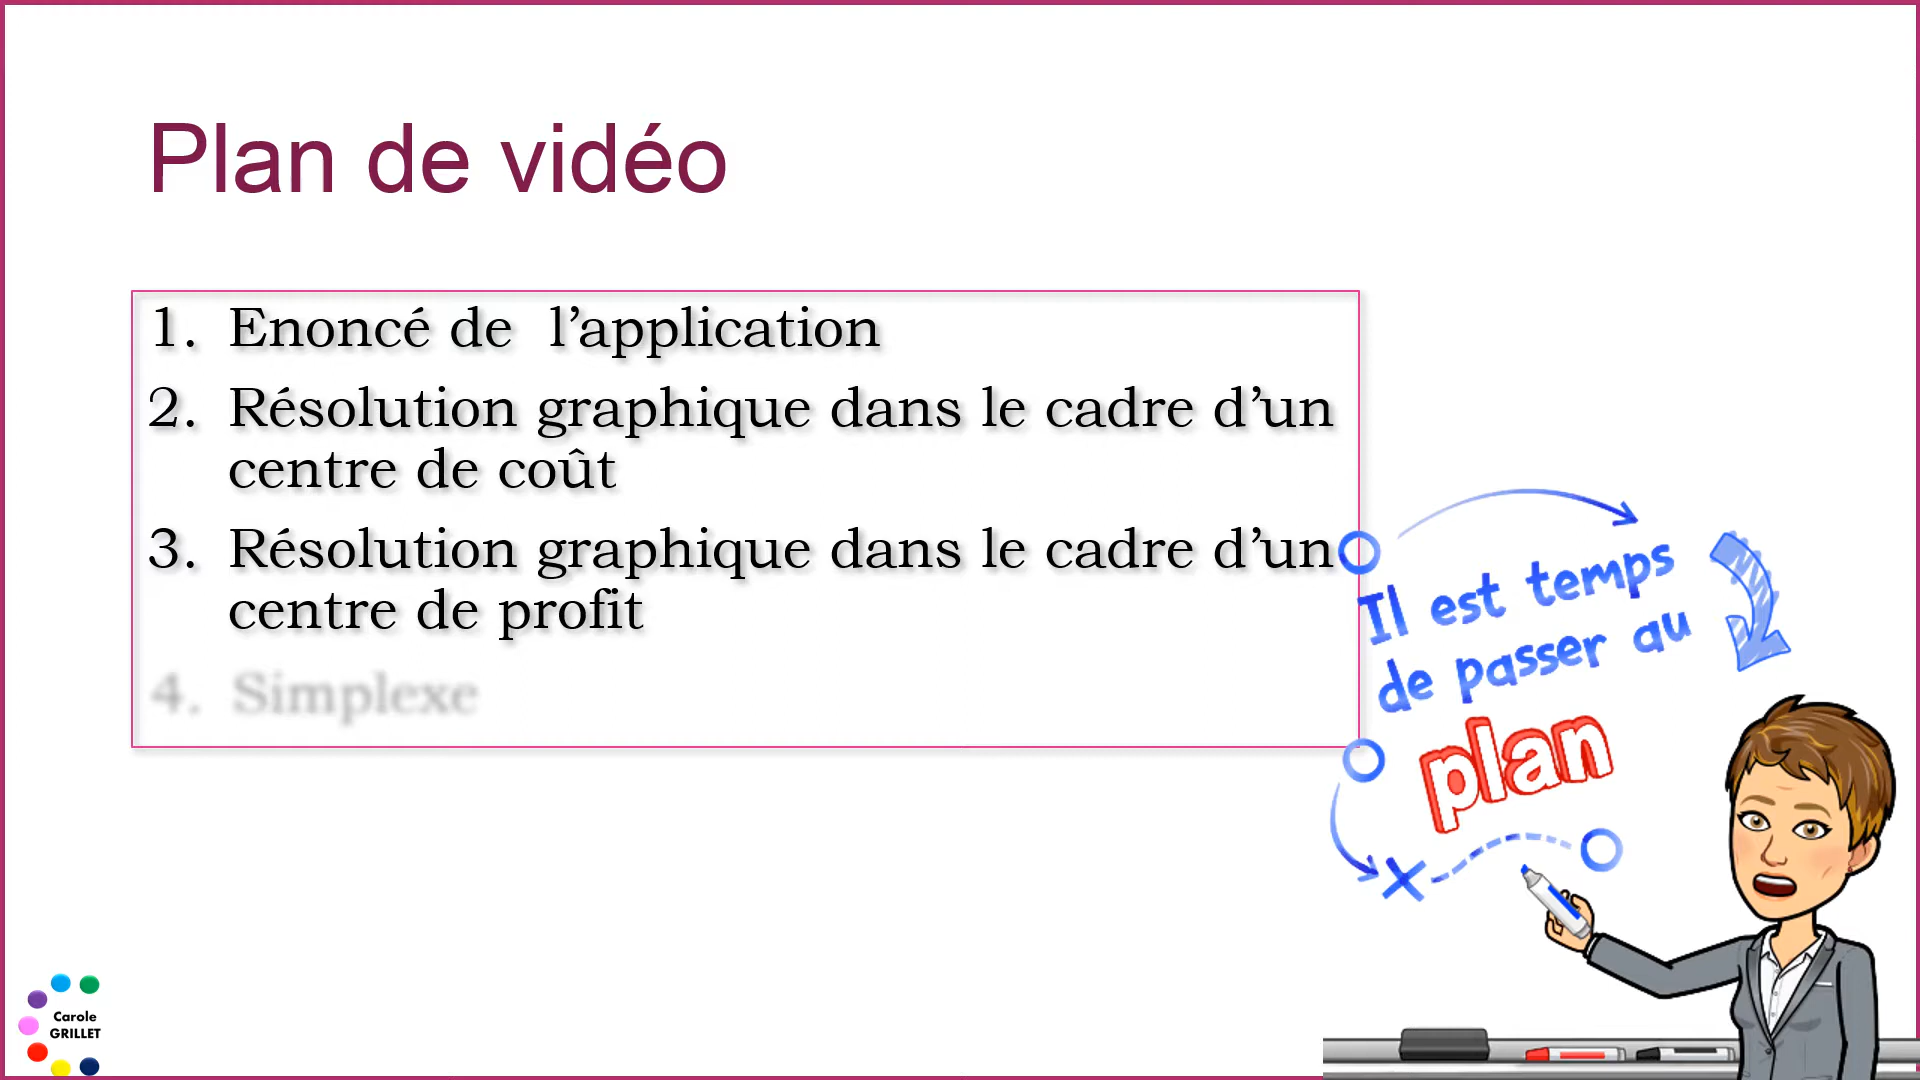 Plan de vidéo
1. Enoncé de l’application
2. Résolution graphique dans le cadre d’un
centre de coût
3. Résolution graphique dans le cadre d’un
centre de profit
4. Simplexe
Il est temps
de passer au
plan
Carole
GRILLET